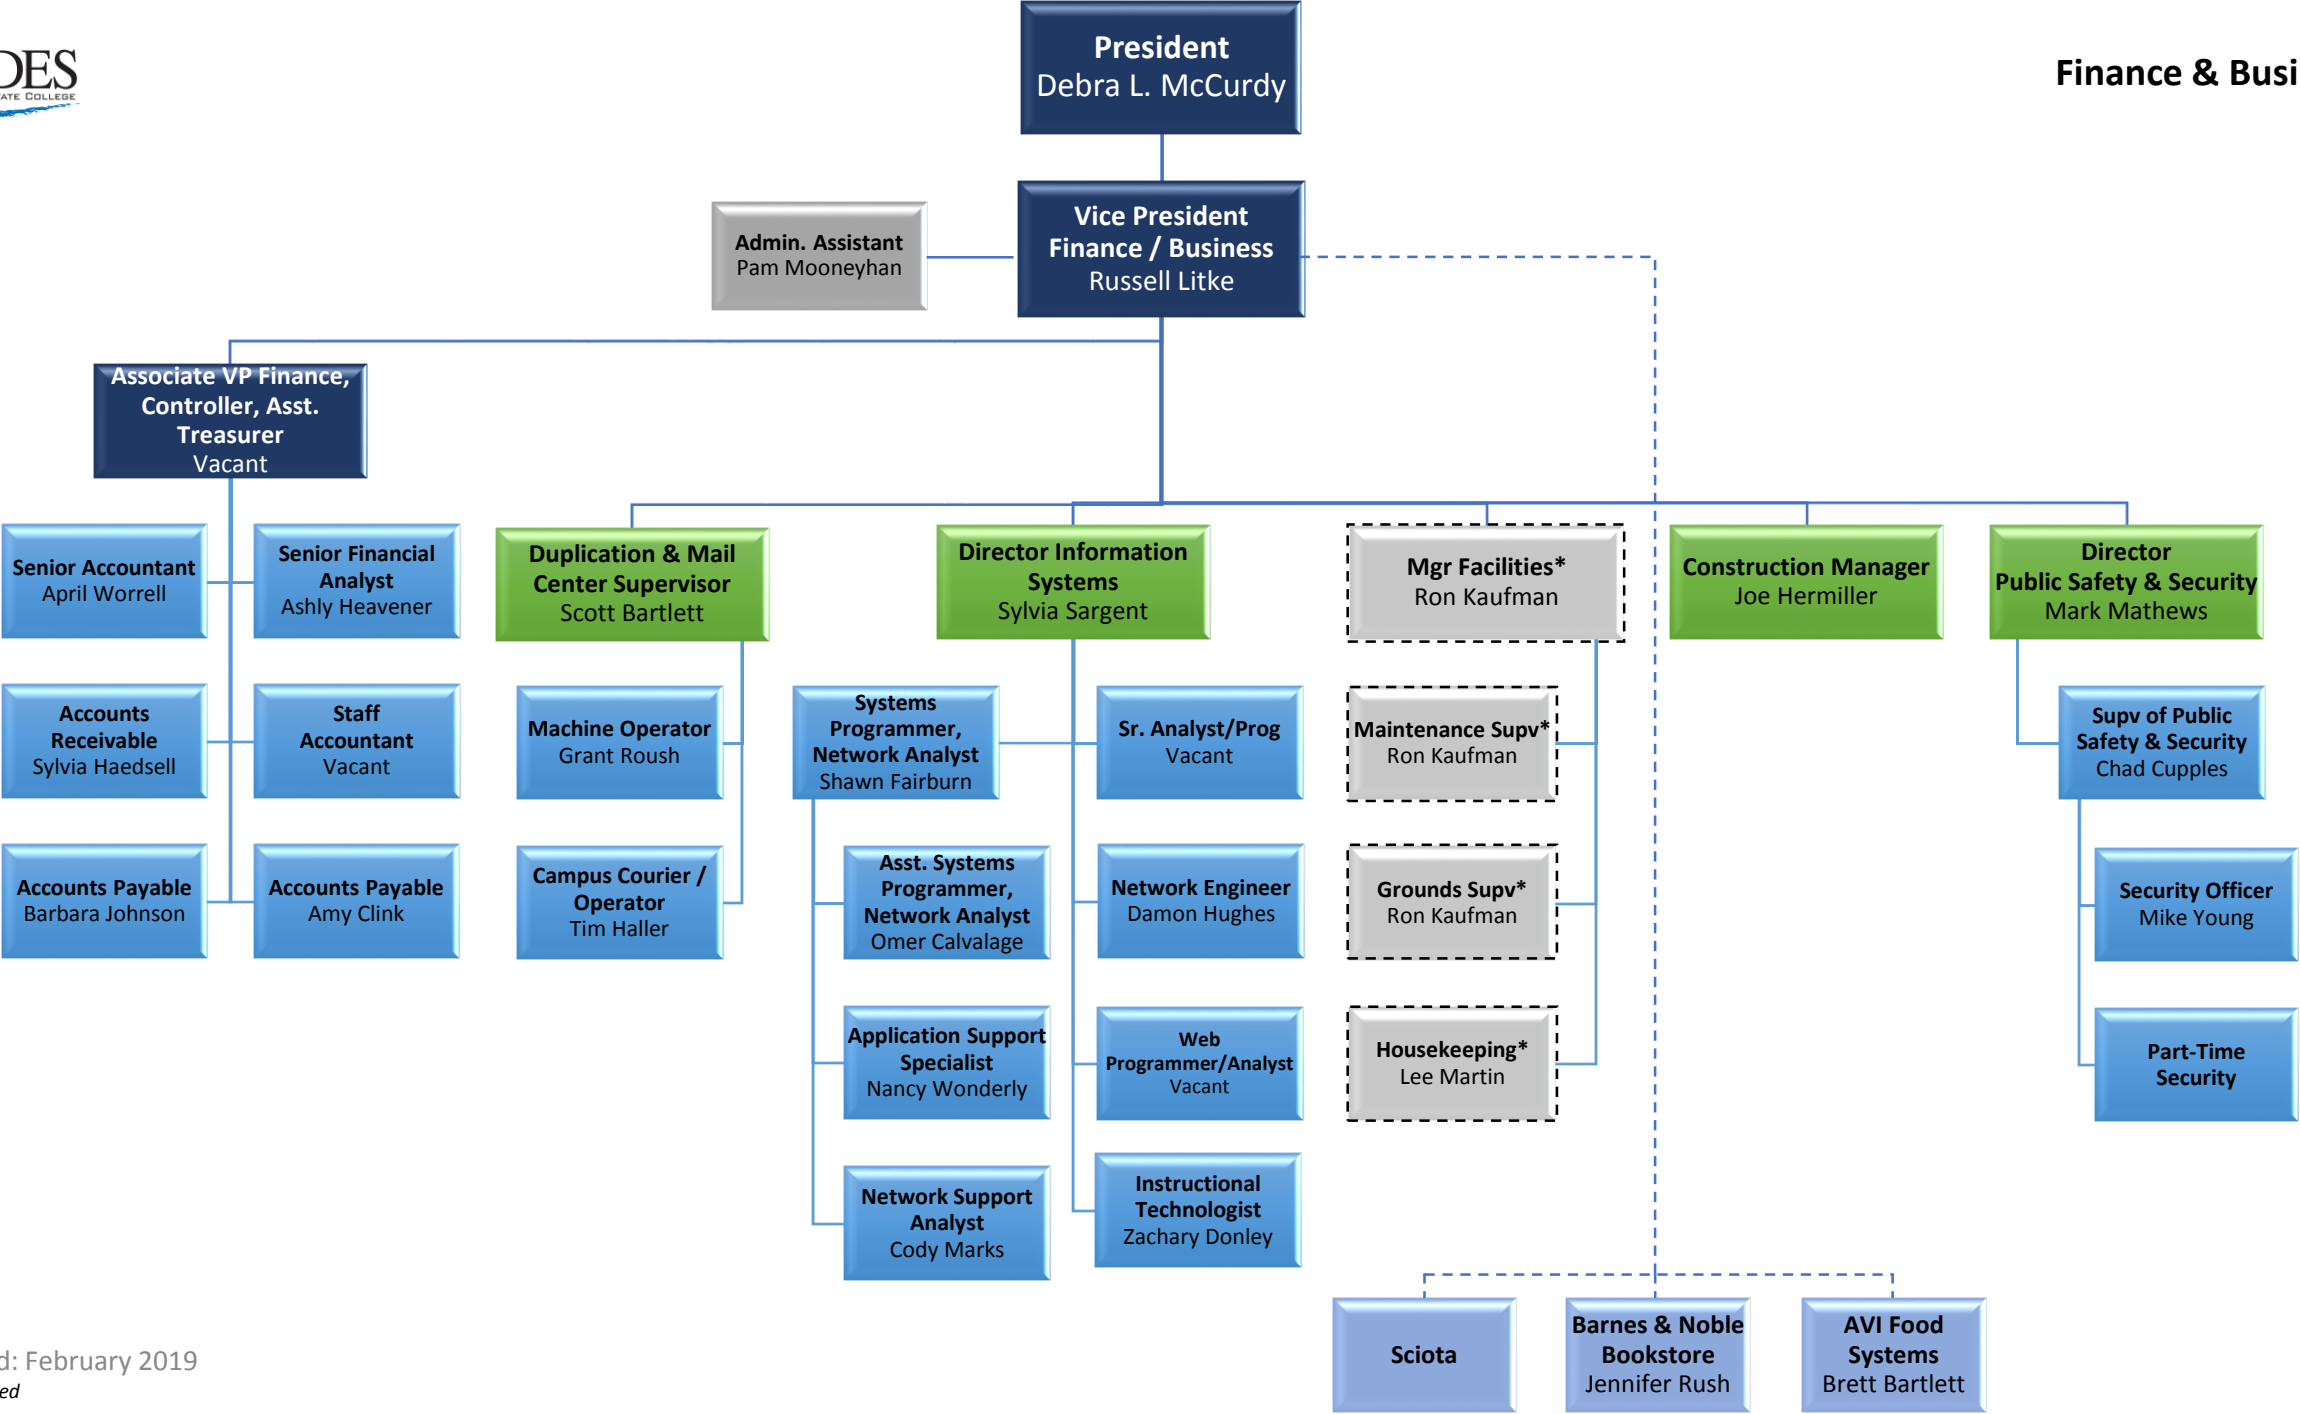 DES
ATE COLLEGE
Finance & Busi
President
Debra L. McCurdy
Vice President
Finance / Business
Russell Litke
Admin. Assistant
Pam Mooneyhan
Associate VP Finance,
Controller, Asst.
Treasurer
Vacant
Senior Accountant
April Worrell
Senior Financial
Analyst
Ashly Heavener
Accounts
Receivable
Sylvia Haedsell
Staff
Accountant
Vacant
Accounts Payable
Barbara Johnson
Accounts Payable
Amy Clink
Duplication & Mail
Center Supervisor
Scott Bartlett
Machine Operator
Grant Roush
Campus Courier /
Operator
Tim Haller
Director Information
Systems
Sylvia Sargent
Systems
Programmer,
Network Analyst
Shawn Fairburn
Asst. Systems
Programmer,
Network Analyst
Omer Calvalage
Application Support
Specialist
Nancy Wonderly
Network Support
Analyst
Cody Marks
Sr. Analyst/Prog
Vacant
Network Engineer
Damon Hughes
Web
Programmer/Analyst
Vacant
Instructional
Technologist
Zachary Donley
Mgr Facilities*
Ron Kaufman
Maintenance Supv*
Ron Kaufman
Grounds Supv*
Ron Kaufman
Housekeeping*
Lee Martin
Construction Manager
Joe Hermiller
Director
Public Safety & Security
Mark Mathews
Supv of Public
Safety & Security
Chad Cupples
Security Officer
Mike Young
Part-Time
Security
Sciota
Barnes & Noble
Bookstore
Jennifer Rush
AVI Food
Systems
Brett Bartlett
d: February 2019
ed